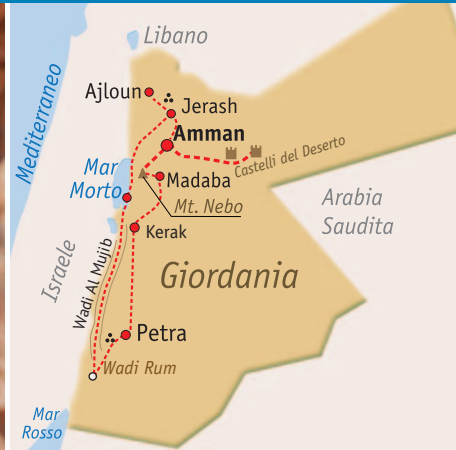 Libano
Mediterraneo
Ajloun
Jerash
Amman
Castelli del Deserto
Mar
Morto
Madaba
Mt. Nebo
Arabia
Saudita
Kerak
Israele
Wadi Al Mujib
Giordania
Petra
Wadi Rum
Mar
Rosso